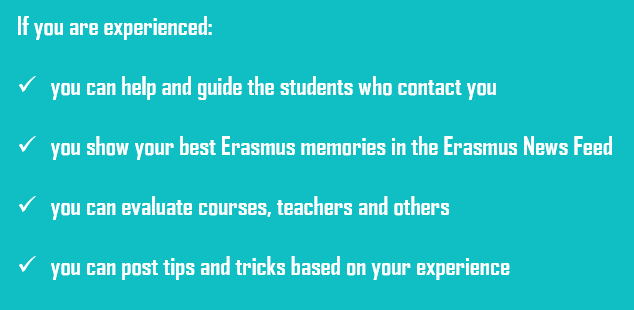 If you are experienced:
✓ you can help and guide the students who contact you
✓ you show your best Erasmus memories in the Erasmus News Feed
✓ you can evaluate courses, teachers and others
✓ you can post tips and tricks based on your experience